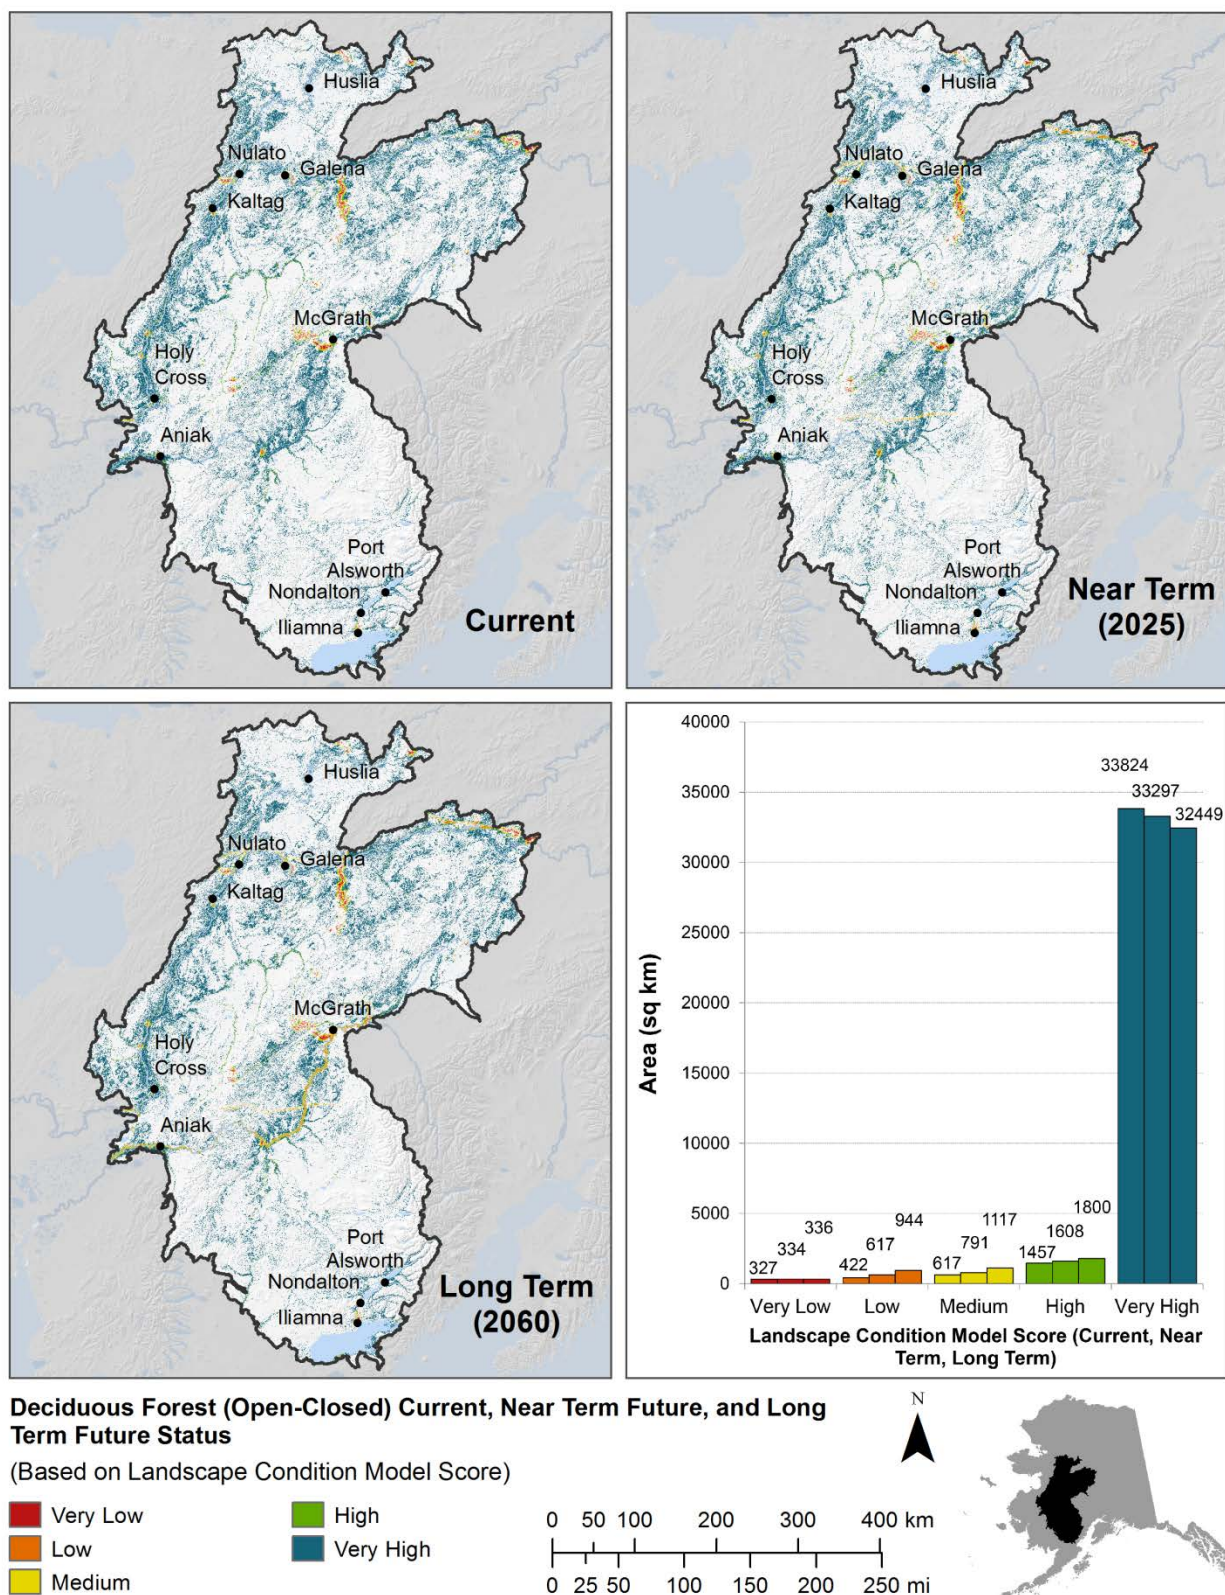 Huslia
Nulato
Galena
Kaltag
McGrath
Holy
Cross
Aniak
Port
Alsworth
Nondalton
Iliamna
Current
Huslia
Nulato
Galena
Kaltag
McGrath
Holy
Cross
Aniak
Port
Alsworth
Nondalton
Iliamna
Near Term
(2025)
Huslia
Nulato
Galena
Kaltag
McGrath
Holy
Cross
Aniak
Port
Alsworth
Nondalton
Iliamna
Long Term
(2060)
40000
35000
30000
25000
20000
15000
10000
5000
0
Area (sq km)
327
334
336
422
617
944
617
791
1117
1457
1608
1800
33824
33297
32449
Very Low
Low
Medium
High
Very High
Landscape Condition Model Score (Current, Near
Term, Long Term)
Deciduous Forest (Open-Closed) Current, Near Term Future, and Long
Term Future Status
(Based on Landscape Condition Model Score)
Very Low
Low
Medium
High
Very High
0 50 100 200 300 400 km
0 25 50 100 150 200 250 mi
N